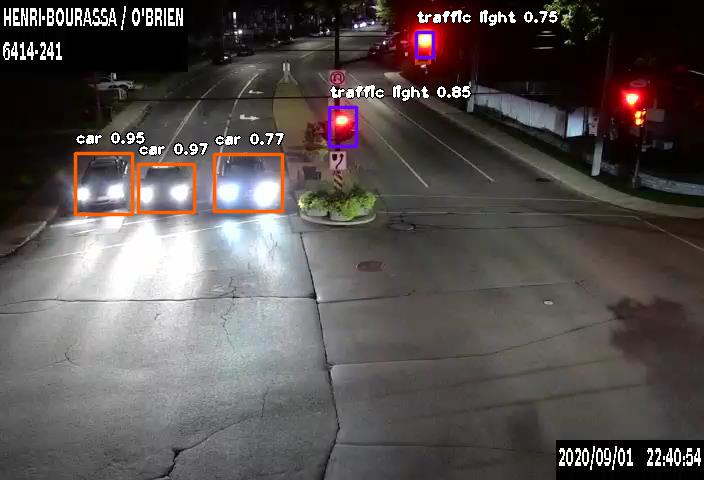 HENRI-BOURASSA / O'BRIEN
6414-241
traffic light 0.75
traffic light 0.85
car 0.95
car 0.97
car 0.77
2020/09/01 22:40:54